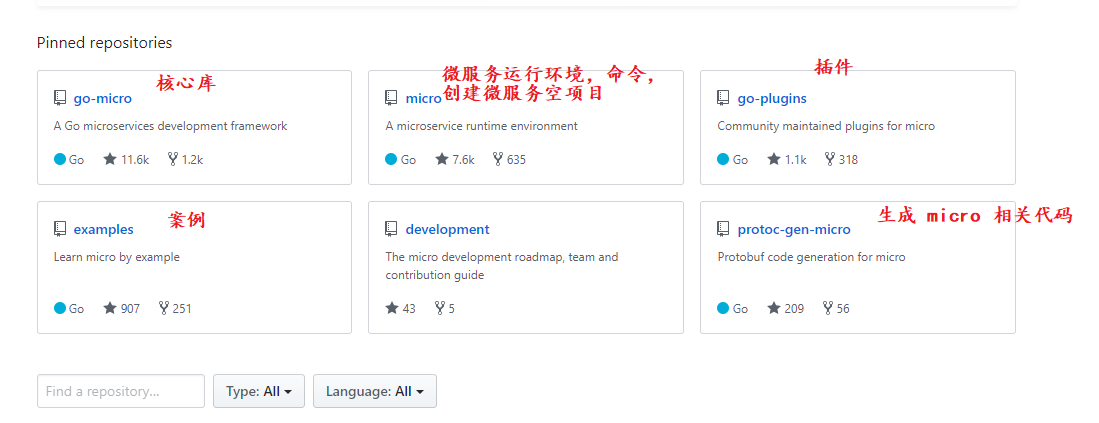 Pinned repositories
核心库
go-micro
A Go microservices development framework
Go 11.6k 1.2k
微服务运行环境，命令，
创建微服务空项目
micro
A microservice runtime environment
Go 7.6k 635
插件
go-plugins
Community maintained plugins for micro
Go 1.1k 318
案例
examples
Learn micro by example
Go 907 251
development
The micro development roadmap, team and
contribution guide
43 5
生成 micro 相关代码
protoc-gen-micro
Protobuf code generation for micro
Go 209 56
Find a repository…
Type: All
Language: All